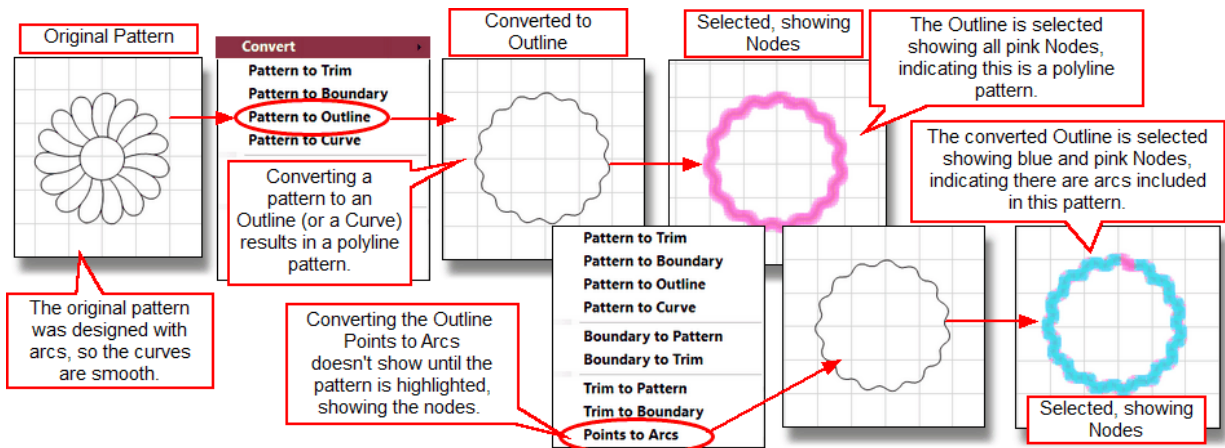 Original Pattern
Convert
Pattern to Trim
Pattern to Boundary
Pattern to Outline
Pattern to Curve
Converted to
Outline
Selected, showing
Nodes
The Outline is selected
showing all pink Nodes,
indicating this is a polyline
pattern.
The converted Outline is selected
showing blue and pink Nodes,
indicating there are arcs included
in this pattern.
Converting a
pattern to an
Outline (or a Curve)
results in a polyline
pattern.
The original pattern
was designed with
arcs, so the curves
are smooth.
Converting the Outline
Points to Arcs
doesn't show until the
pattern is highlighted,
showing the nodes.
Pattern to Trim
Pattern to Boundary
Pattern to Outline
Pattern to Curve
Boundary to Pattern
Boundary to Trim
Trim to Pattern
Trim to Boundary
Points to Arcs
Selected, showing
Nodes